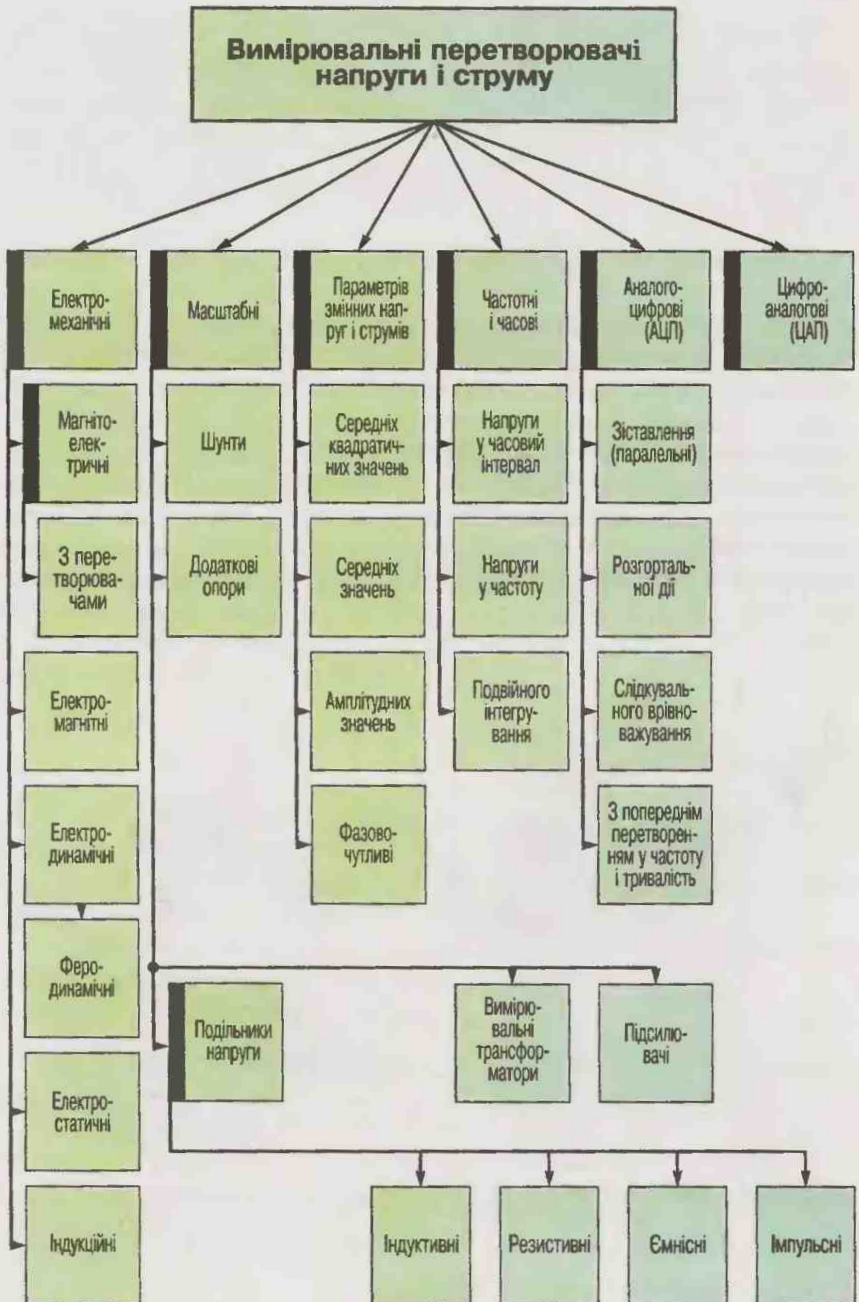 Вимірювальні перетворювачі
напруги і струму
Електро-
механічні
Масштабні
Параметрів
змінних нап-
руг і струмів
Частотні
і часові
Аналого-
цифрові
(АЦП)
Цифро-
аналогові
(ЦАП)
Магніто-
елек-
тричні
Шунти
Середніх
квадратич-
них значень
Напруги
у часовий
інтервал
Зіставлення
(паралельні)
З пере-
творюва-
чами
Додаткові
опори
Середніх
значень
Напруги
у частоту
Розгорталь-
ної дії
Електро-
магнітні
Амплітудних
значень
Подвійного
інтегру-
вання
Слідкуваль-
ного врівно-
важування
Електро-
динамічні
Фазово-
чутливі
З попереднім
перетворен-
ням у частоту
і тривалість
Феро-
динамічні
Подільники
напруги
Вимірю-
вальні
трансфор-
матори
Підсилю-
вачі
Електро-
статичні
Індукційні
Індуктивні
Резистивні
Ємнісні
Імпульсні